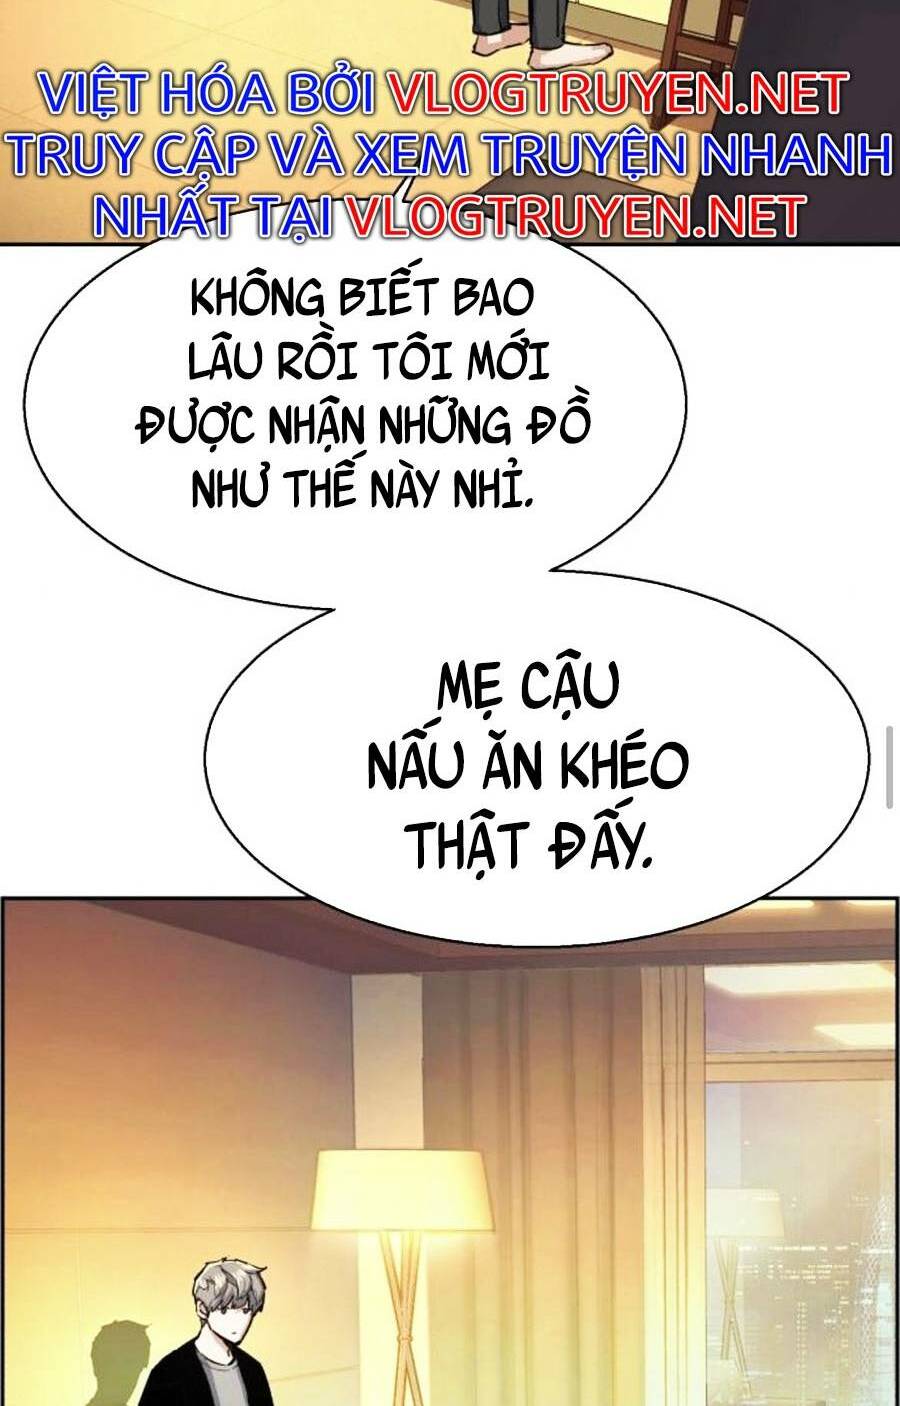 VIỆT HÓA BỞI VLOGTRUYEN.NET
TRUY CẬP VÀ XEM TRUYỆN NHANH
NHẤT TẠI VLOGTRUYEN.NET
KHÔNG BIẾT BAO
LÂU RỒI TÔI MỚI
ĐƯỢC NHẬN NHỮNG ĐỒ
NHƯ THẾ NÀY NHỈ.
MẸ CẬU
NẤU ĂN KHÉO
THẬT ĐẤY.